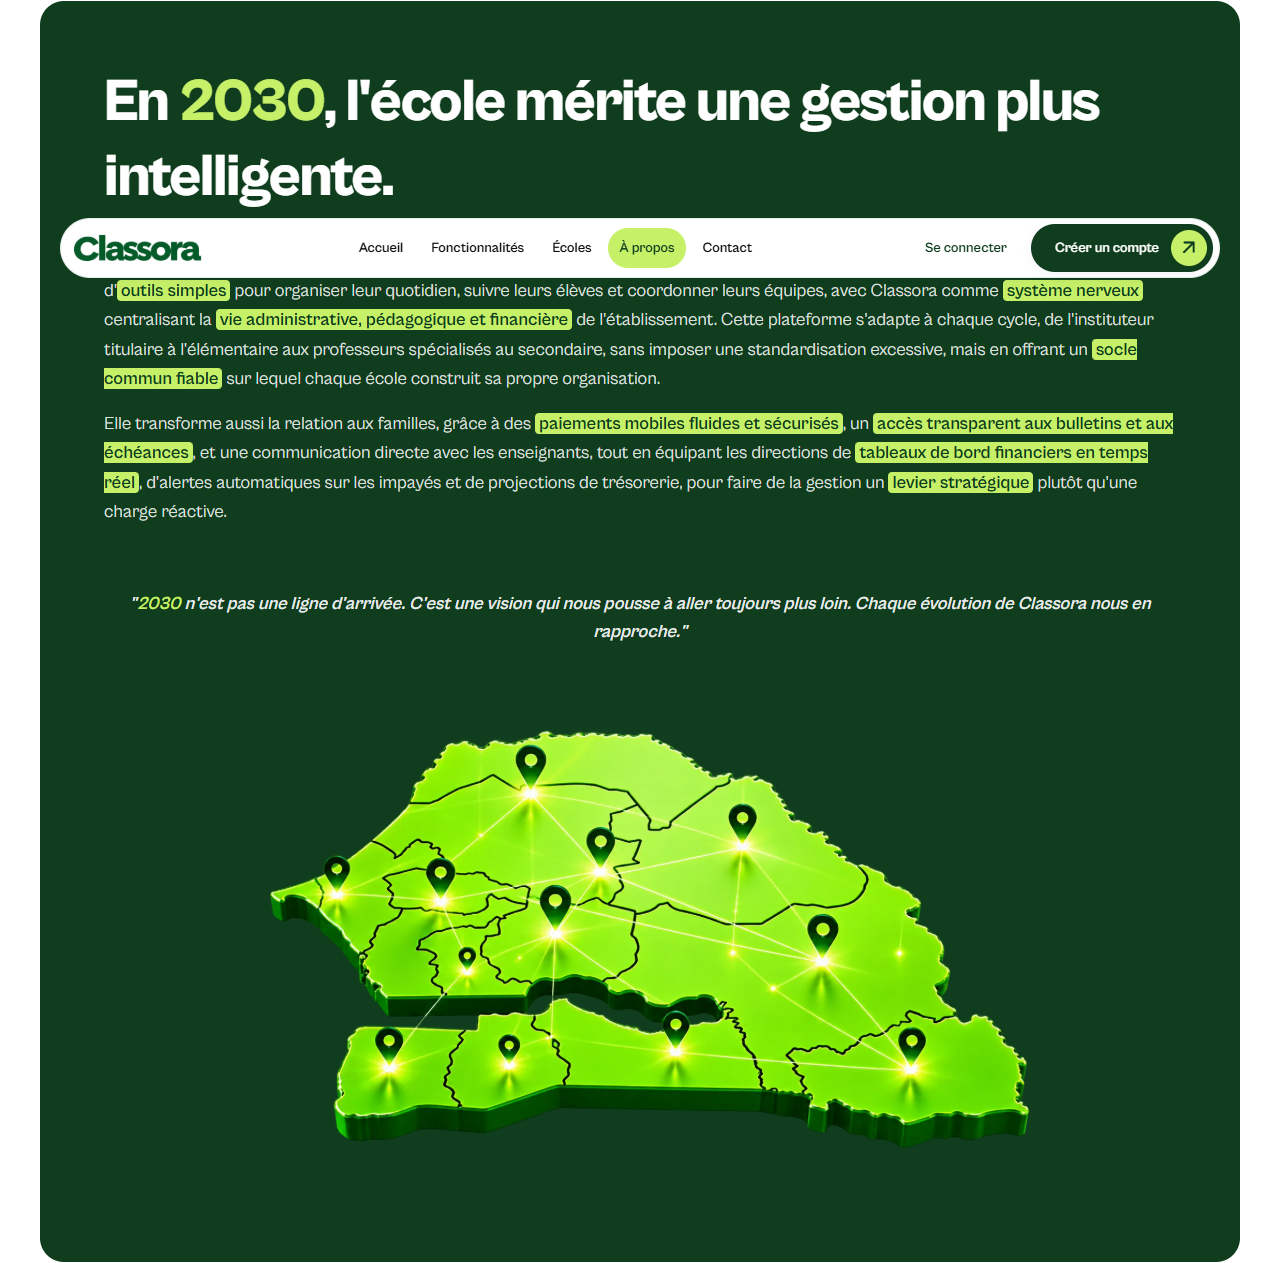 En 2030, l'école mérite une gestion plus
intelligente.
Classora
Accueil Fonctionnalités Écoles À propos Contact Se connecter Créer un compte
d'outils simples pour organiser leur quotidien, suivre leurs élèves et coordonner leurs équipes, avec Classora comme système nerveux
centralisant la vie administrative, pédagogique et financière de l'établissement. Cette plateforme s'adapte à chaque cycle, de l'instituteur
titulaire à l'élémentaire aux professeurs spécialisés au secondaire, sans imposer une standardisation excessive, mais en offrant un socle
commun fiable sur lequel chaque école construit sa propre organisation.
Elle transforme aussi la relation aux familles, grâce à des paiements mobiles fluides et sécurisés, un accès transparent aux bulletins et aux
échéances, et une communication directe avec les enseignants, tout en équipant les directions de tableaux de bord financiers en temps
réel, d'alertes automatiques sur les impayés et de projections de trésorerie, pour faire de la gestion un levier stratégique plutôt qu'une
charge réactive.
"2030 n'est pas une ligne d'arrivée. C'est une vision qui nous pousse à aller toujours plus loin. Chaque évolution de Classora nous en
rapproche."